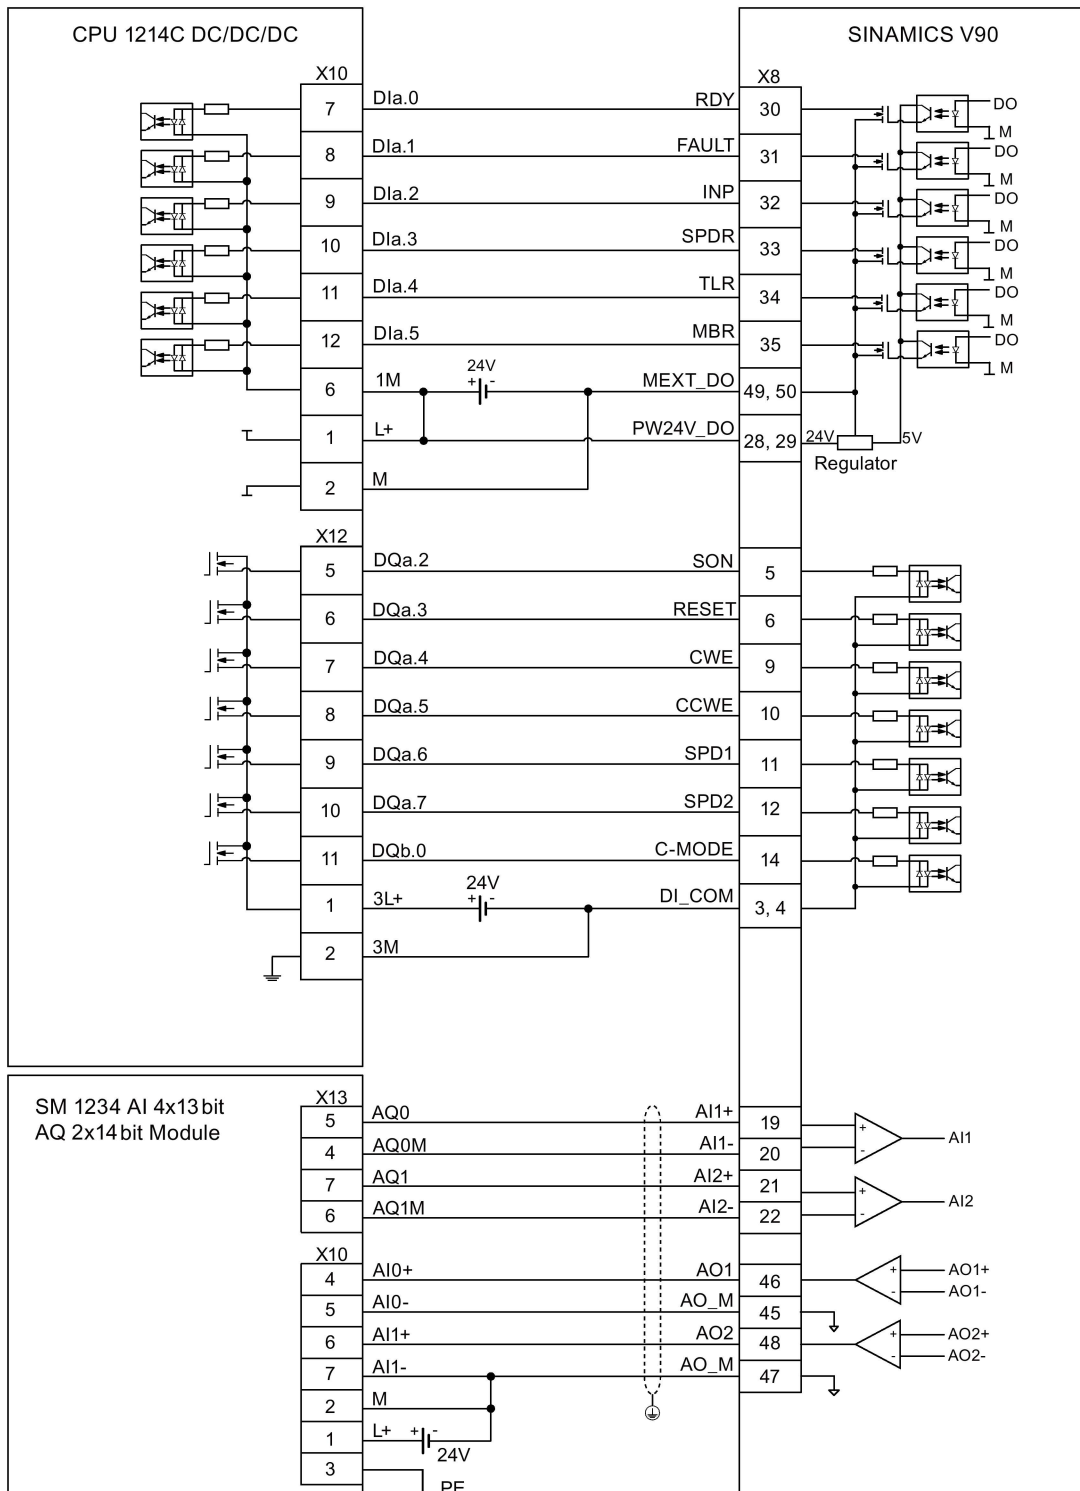 CPU 1214C DC/DC/DC
SINAMICS V90
X10
X8
7 DIa.0 RDY 30 DO
M
8 DIa.1 FAULT 31 DO
M
9 DIa.2 INP 32 DO
M
10 DIa.3 SPDR 33 DO
M
11 DIa.4 TLR 34 DO
M
12 DIa.5 MBR 35 DO
M
24V
6 1M + - MEXT_DO 49, 50
1 L+ PW24V_DO 28, 29 24V 5V
Regulator
2 M
X12
5 DQa.2 SON 5
6 DQa.3 RESET 6
7 DQa.4 CWE 9
8 DQa.5 CCWE 10
9 DQa.6 SPD1 11
10 DQa.7 SPD2 12
11 DQb.0 C-MODE 14
24V
1 3L+ + - DI_COM 3, 4
2 3M
SM 1234 AI 4x13bit
AQ 2x14bit Module
X13
5 AQ0 AI1+ 19 +
4 AQ0M AI1- 20 - AI1
7 AQ1 AI2+ 21 +
6 AQ1M AI2- 22 - AI2
X10
4 AI0+ AO1 46 + AO1+
- AO1-
5 AI0- AO_M 45
6 AI1+ AO2 48 + AO2+
- AO2-
7 AI1- AO_M 47
2 M
1 L+ + -
24V
3
PE